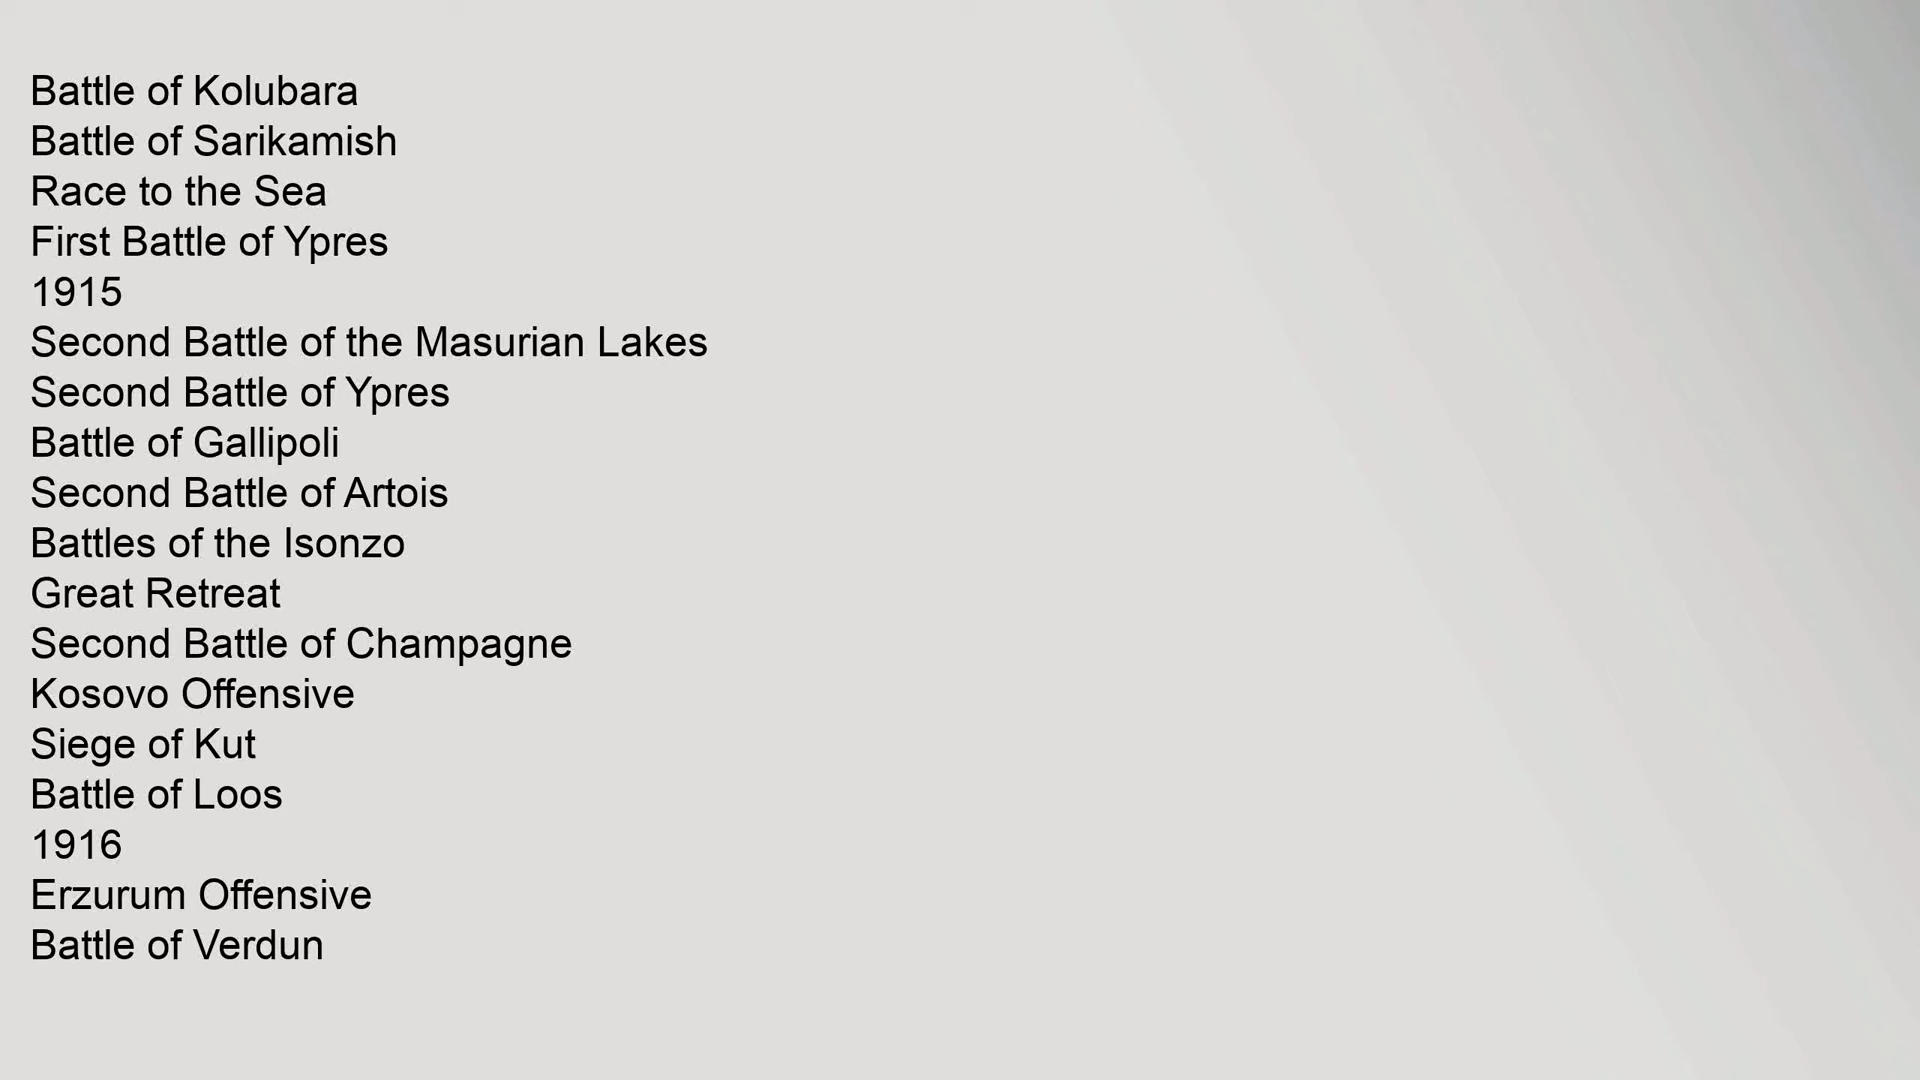 Battle of Kolubara
Battle of Sarikamish
Race to the Sea
First Battle of Ypres
1915
Second Battle of the Masurian Lakes
Second Battle of Ypres
Battle of Gallipoli
Second Battle of Artois
Battles of the Isonzo
Great Retreat
Second Battle of Champagne
Kosovo Offensive
Siege of Kut
Battle of Loos
1916
Erzurum Offensive
Battle of Verdun